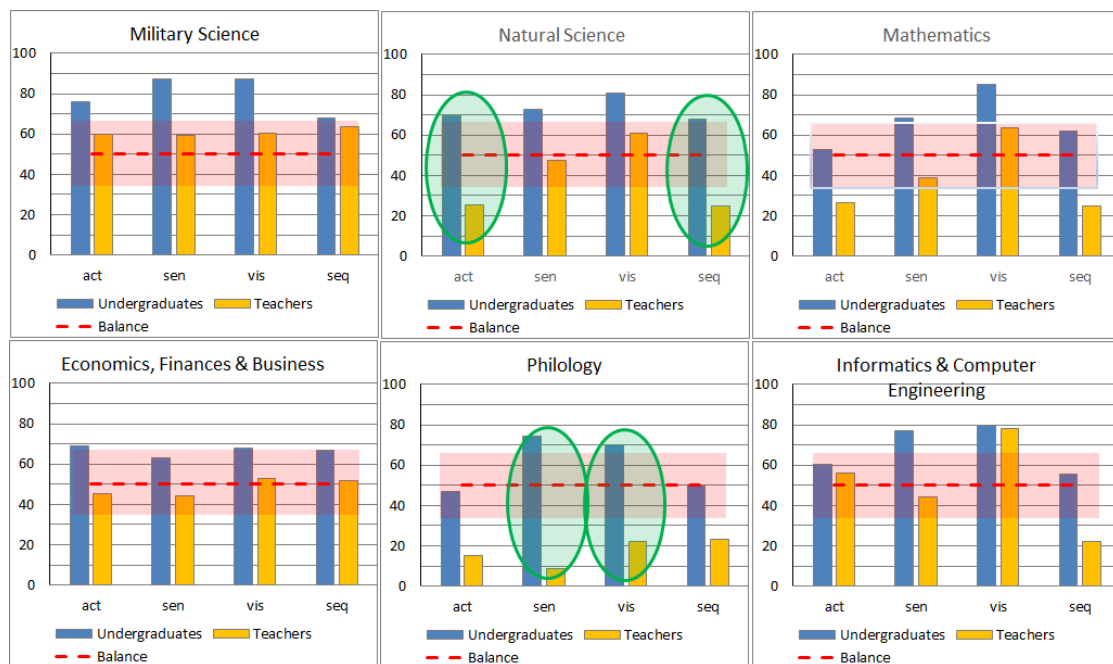 Military Science
100
80
60
40
20
0
act sen vis seq
Undergraduates Teachers
Balance
Natural Science
100
80
60
40
20
0
act sen vis seq
Undergraduates Teachers
Balance
Mathematics
100
80
60
40
20
0
act sen vis seq
Undergraduates Teachers
Balance
Economics, Finances & Business
100
80
60
40
20
0
act sen vis seq
Undergraduates Teachers
Balance
Philology
100
80
60
40
20
0
act sen vis seq
Undergraduates Teachers
Balance
Informatics & Computer
Engineering
100
80
60
40
20
0
act sen vis seq
Undergraduates Teachers
Balance